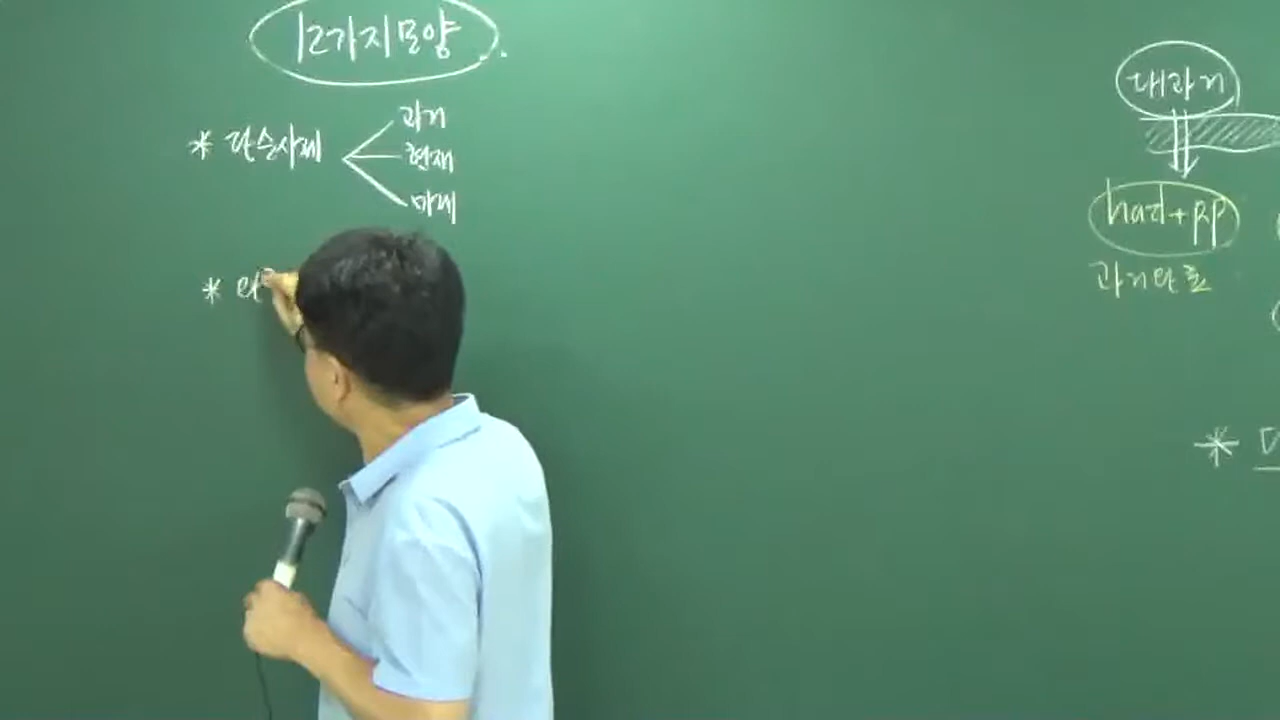 12가지모양
* 단순시제
과거
현재
미래
* 완
대과거
had+pp
과거완료
*